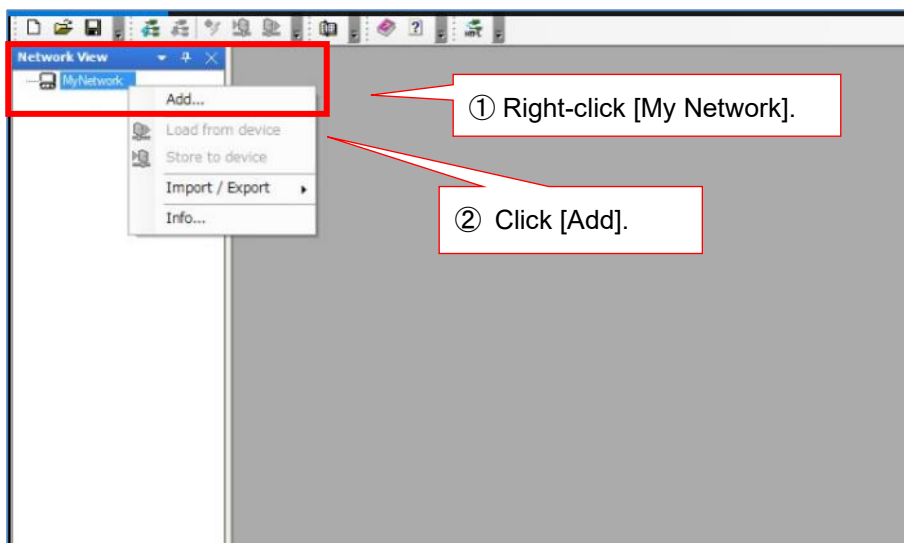 Network View
MyNetwork
Add...
Load from device
Store to device
Import / Export
Info...
① Right-click [My Network].
② Click [Add].